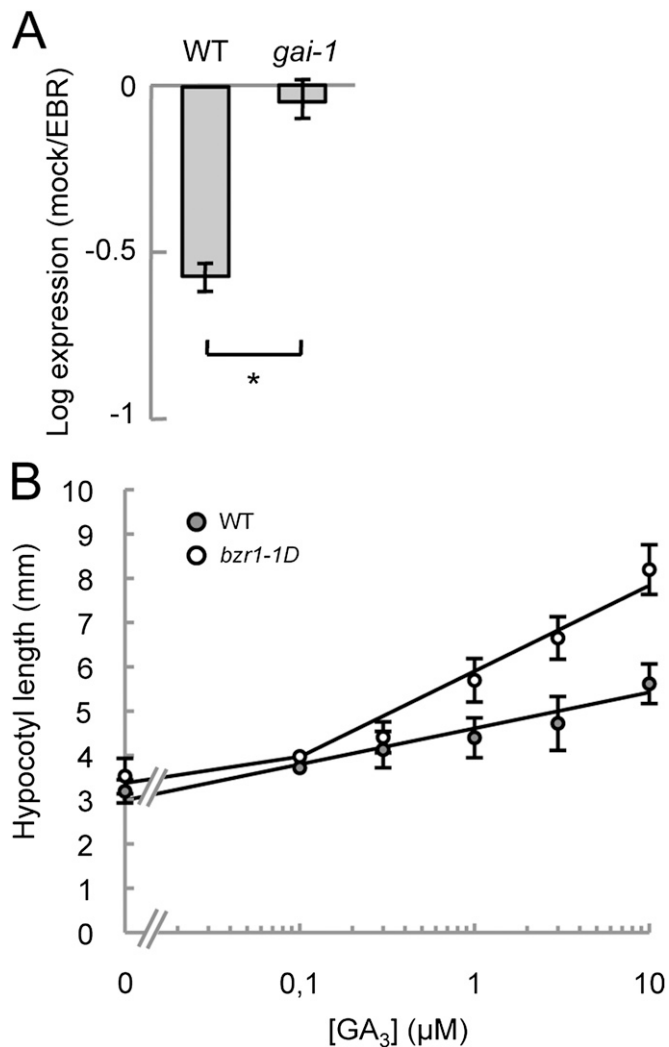 A
WT gai-1
Log expression (mock/EBR)
0
-0.5
-1
*
B
Hypocotyl length (mm)
10
9
8
7
6
5
4
3
2
1
0
WT
bzr1-1D
0 0,1 1 10
[GA₃] (µM)